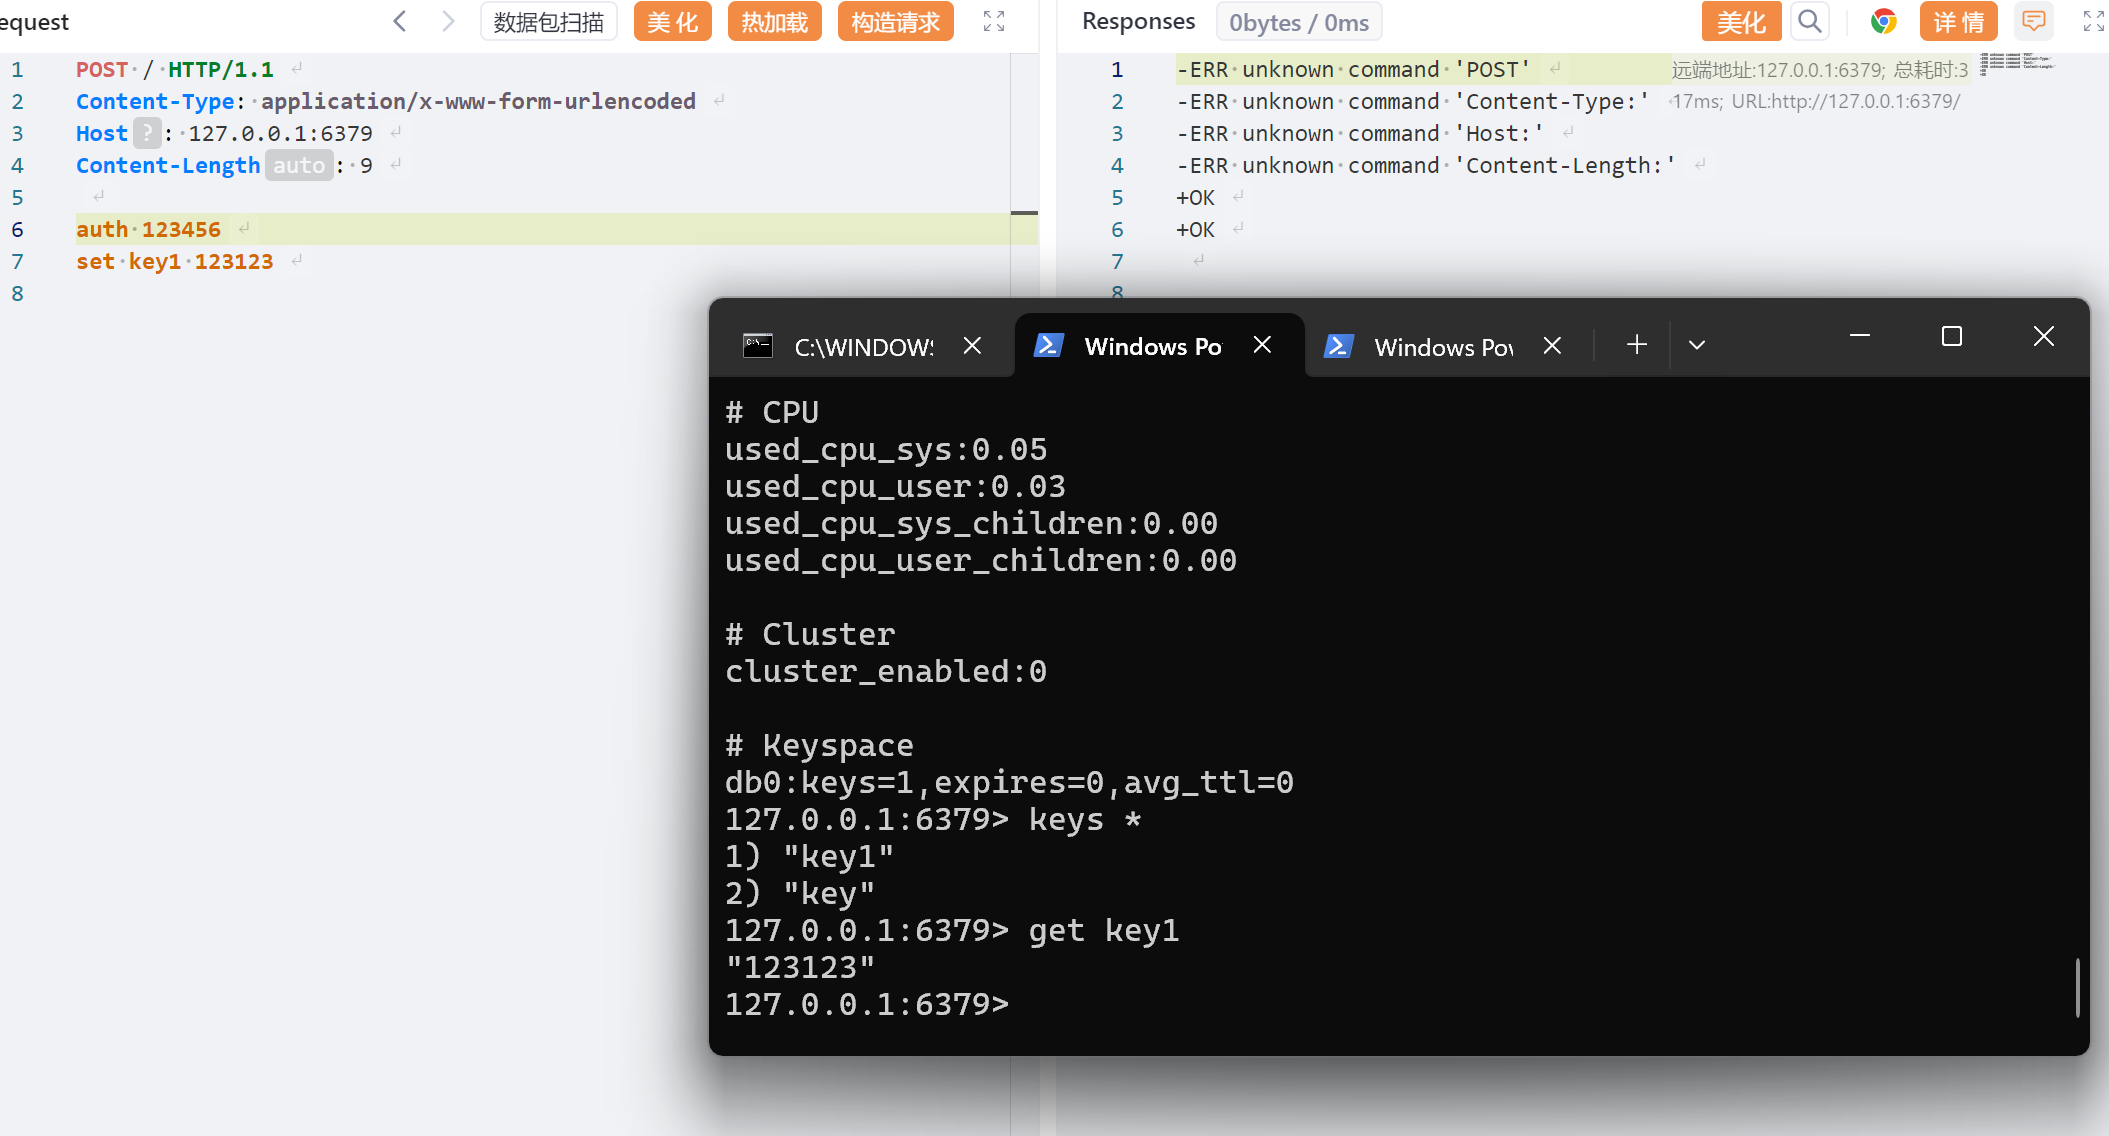 equest
数据包扫描
美 化
热加载
构造请求
1 POST / HTTP/1.1
2 Content-Type: application/x-www-form-urlencoded
3 Host ? : 127.0.0.1:6379
4 Content-Length auto : 9
5
6 auth 123456
7 set key1 123123
8
Responses
0bytes / 0ms
美化
详 情
1 -ERR unknown command 'POST'
远端地址:127.0.0.1:6379; 总耗时:3
2 -ERR unknown command 'Content-Type:'
17ms; URL:http://127.0.0.1:6379/
3 -ERR unknown command 'Host:'
4 -ERR unknown command 'Content-Length:'
5 +OK
6 +OK
7
8
C:\WINDOWS
Windows Po
Windows Pov
# CPU
used_cpu_sys:0.05
used_cpu_user:0.03
used_cpu_sys_children:0.00
used_cpu_user_children:0.00
# Cluster
cluster_enabled:0
# Keyspace
db0:keys=1,expires=0,avg_ttl=0
127.0.0.1:6379> keys *
1) "key1"
2) "key"
127.0.0.1:6379> get key1
"123123"
127.0.0.1:6379>